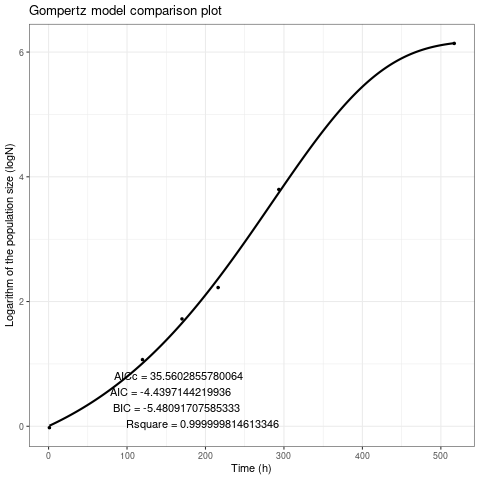 Gompertz model comparison plot
Logarithm of the population size (logN)
6
4
2
0
AICc = 35.5602855780064
AIC = -4.4397144219936
BIC = -5.48091707585333
Rsquare = 0.999999814613346
0 100 200 300 400 500
Time (h)